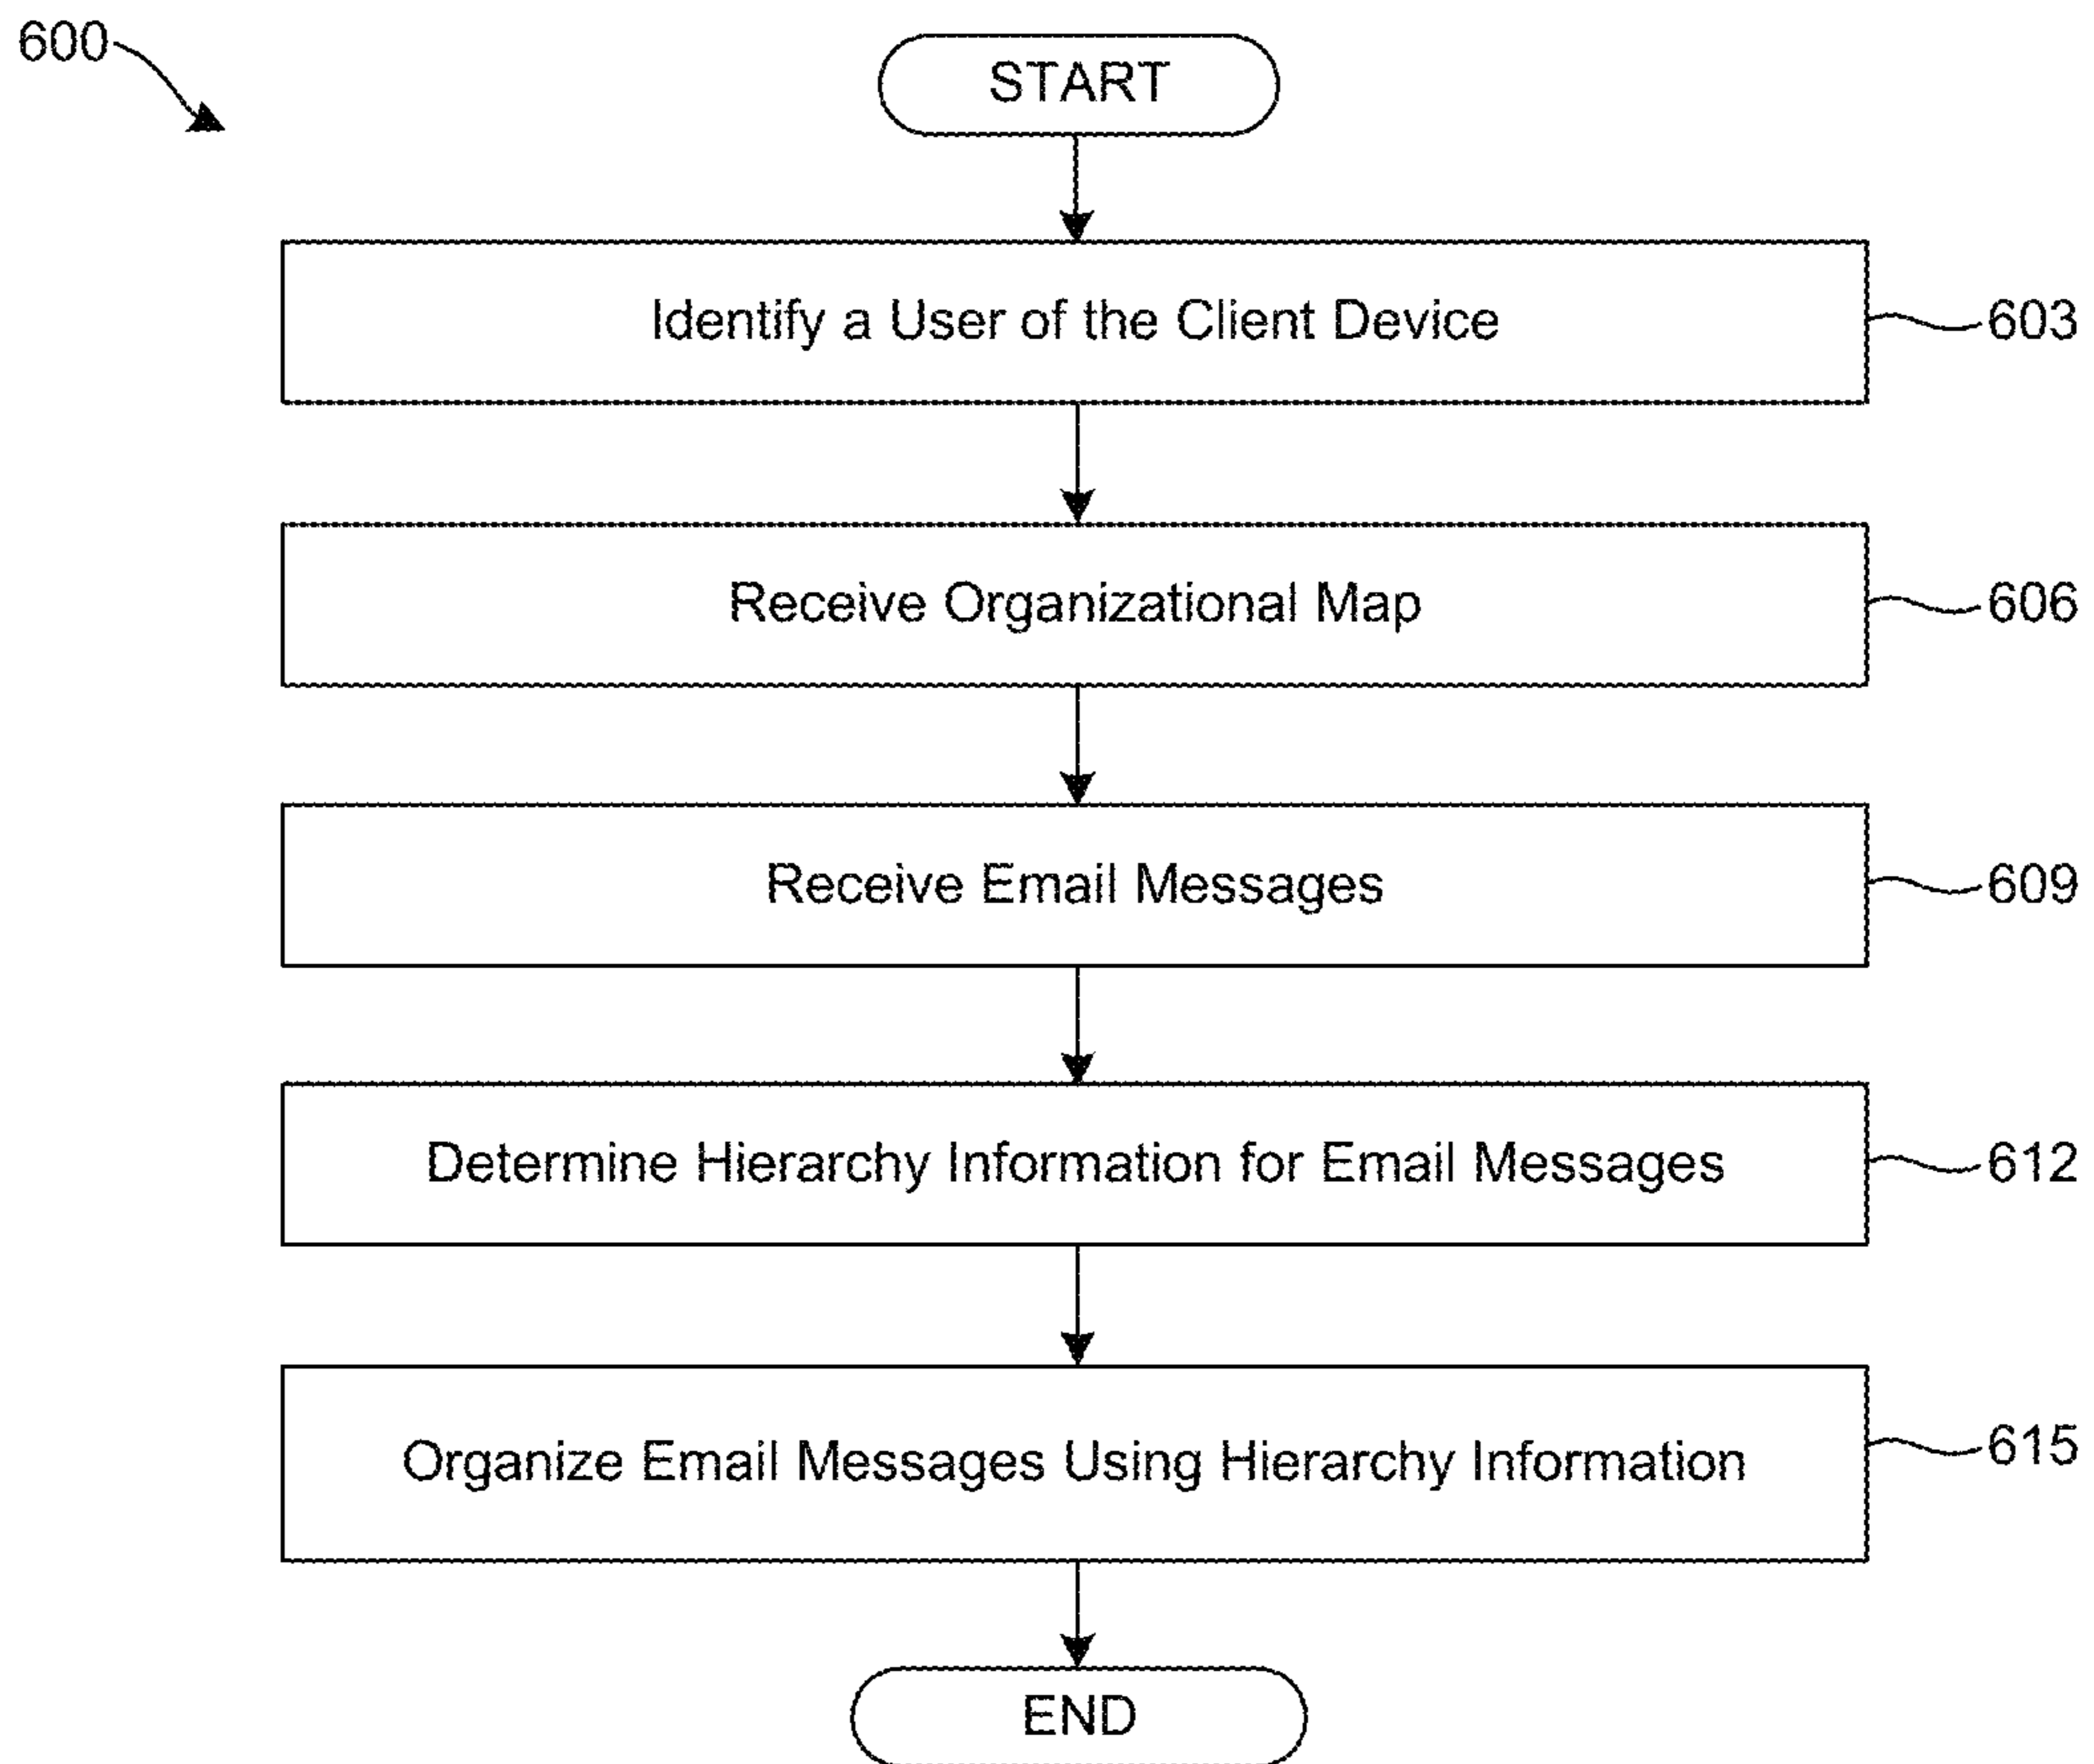 600
START
Identify a User of the Client Device
603
Receive Organizational Map
606
Receive Email Messages
609
Determine Hierarchy Information for Email Messages
612
Organize Email Messages Using Hierarchy Information
615
END